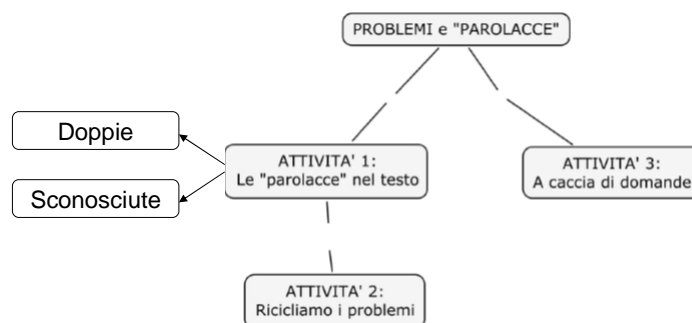 PROBLEMI e "PAROLACCE"
Doppie
Sconosciute
ATTIVITA' 1:
Le "parolacce" nel testo
ATTIVITA' 3:
A caccia di domande
ATTIVITA' 2:
Ricicliamo i problemi